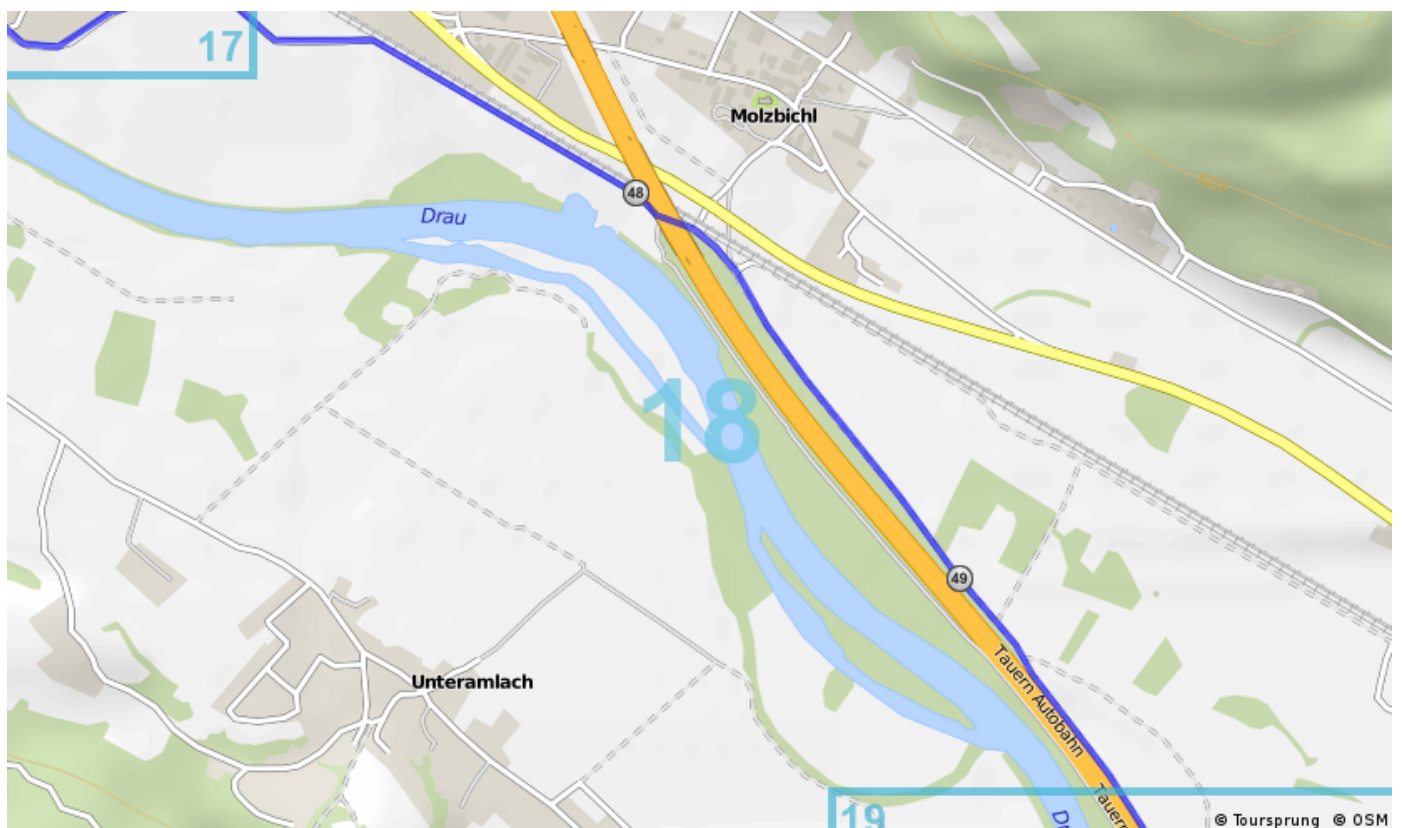 17
Molzbichl
48
Drau
18
49
Tauern Autobahn
Unteramlach
19
© Toursprung © OSM